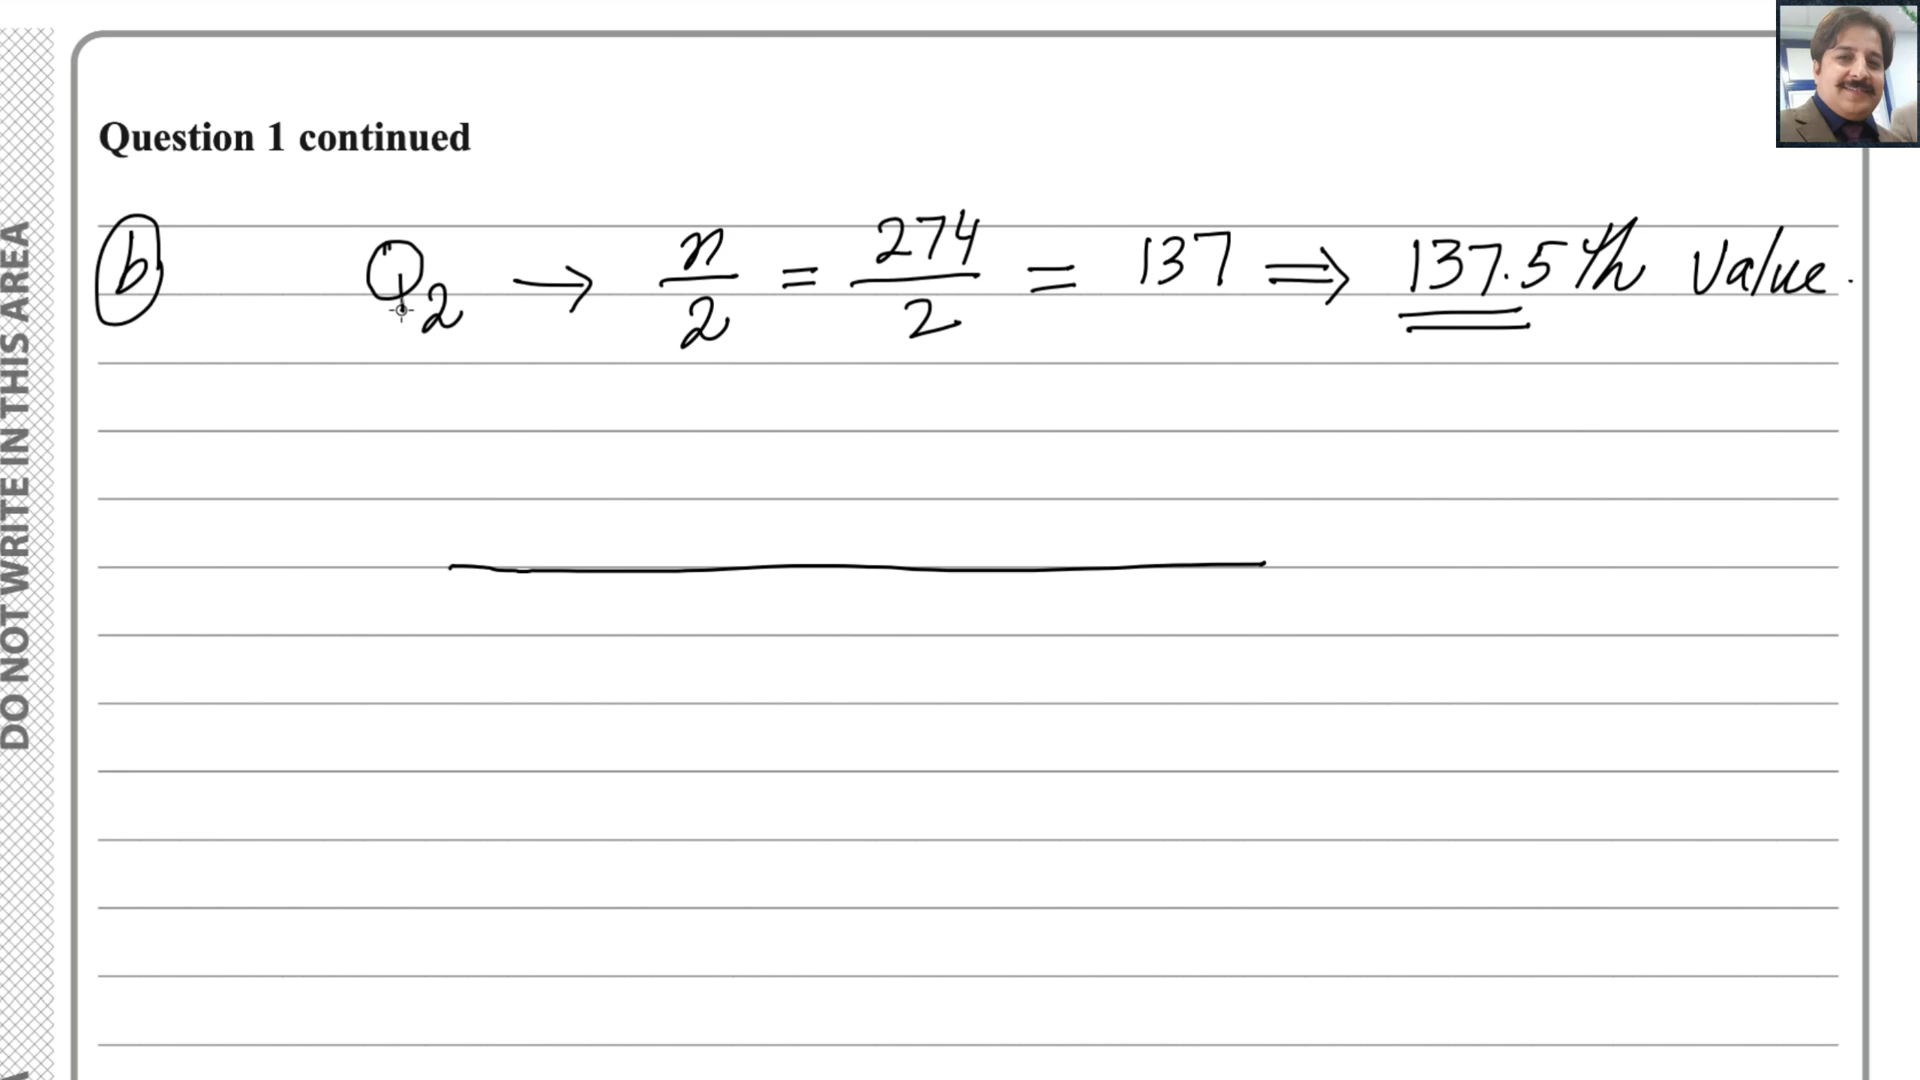 DO NOT WRITE IN THIS AREA
Question 1 continued
(b) Q₂ → n/2 = 274/2 = 137 ⇒ 137.5th Value.